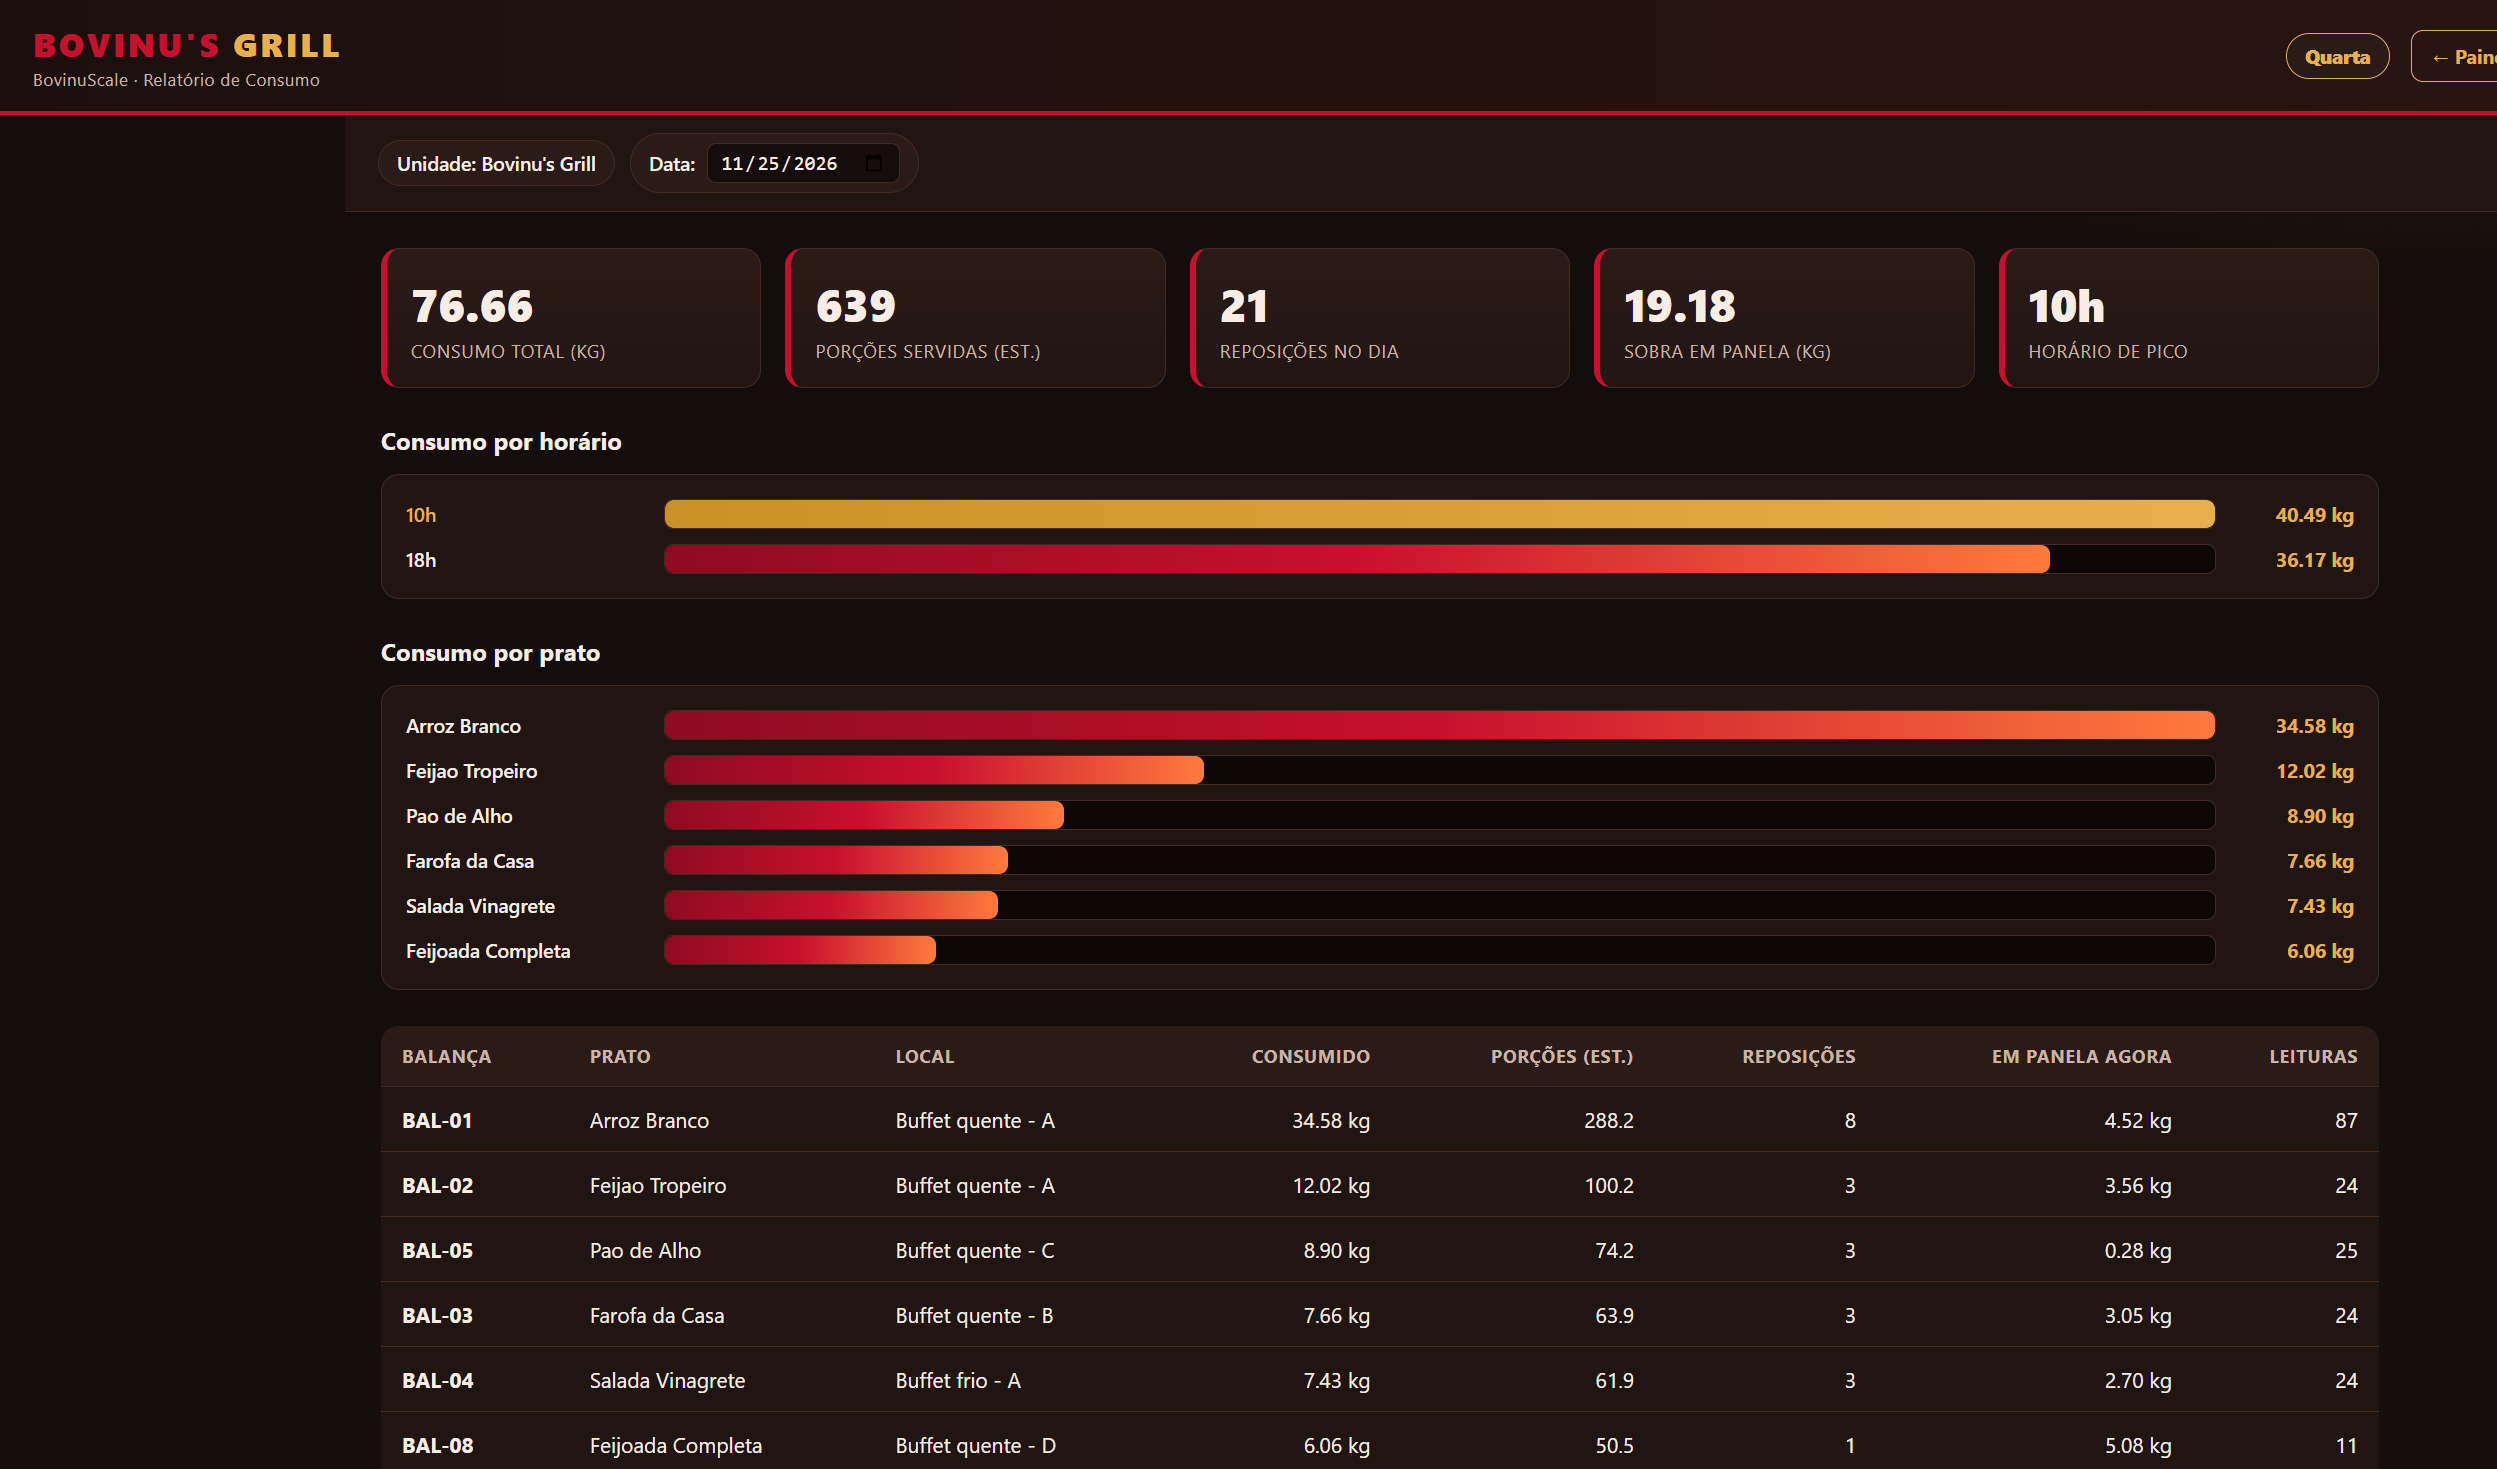 BOVINU'S GRILL
BovinuScale · Relatório de Consumo
Quarta
←
Unidade: Bovinu's Grill
Data: 11/25/2026
76.66
CONSUMO TOTAL (KG)
639
PORÇÕES SERVIDAS (EST.)
21
REPOSIÇÕES NO DIA
19.18
SOBRA EM PANELA (KG)
10h
HORÁRIO DE PICO
Consumo por horário
10h 40.49 kg
18h 36.17 kg
Consumo por prato
Arroz Branco 34.58 kg
Feijao Tropeiro 12.02 kg
Pao de Alho 8.90 kg
Farofa da Casa 7.66 kg
Salada Vinagrete 7.43 kg
Feijoada Completa 6.06 kg
BALANÇA PRATO LOCAL CONSUMIDO PORÇÕES (EST.) REPOSIÇÕES EM PANELA AGORA LEITURAS
BAL-01 Arroz Branco Buffet quente - A 34.58 kg 288.2 8 4.52 kg 87
BAL-02 Feijao Tropeiro Buffet quente - A 12.02 kg 100.2 3 3.56 kg 24
BAL-05 Pao de Alho Buffet quente - C 8.90 kg 74.2 3 0.28 kg 25
BAL-03 Farofa da Casa Buffet quente - B 7.66 kg 63.9 3 3.05 kg 24
BAL-04 Salada Vinagrete Buffet frio - A 7.43 kg 61.9 3 2.70 kg 24
BAL-08 Feijoada Completa Buffet quente - D 6.06 kg 50.5 1 5.08 kg 11